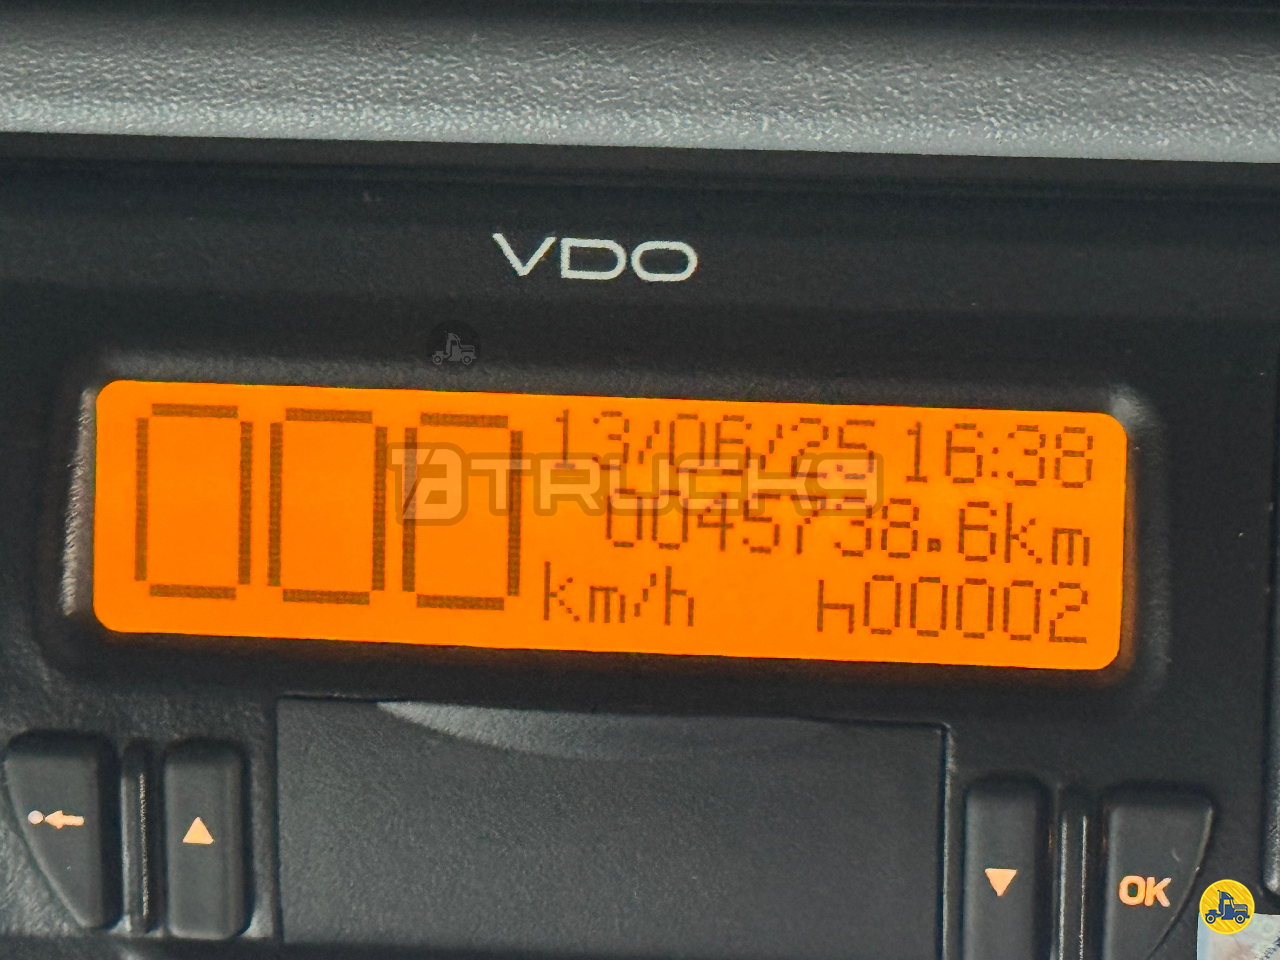 VDO
000
13/06/25 16:38
0045738.6km
km/h h00002
TRUCKS
OK